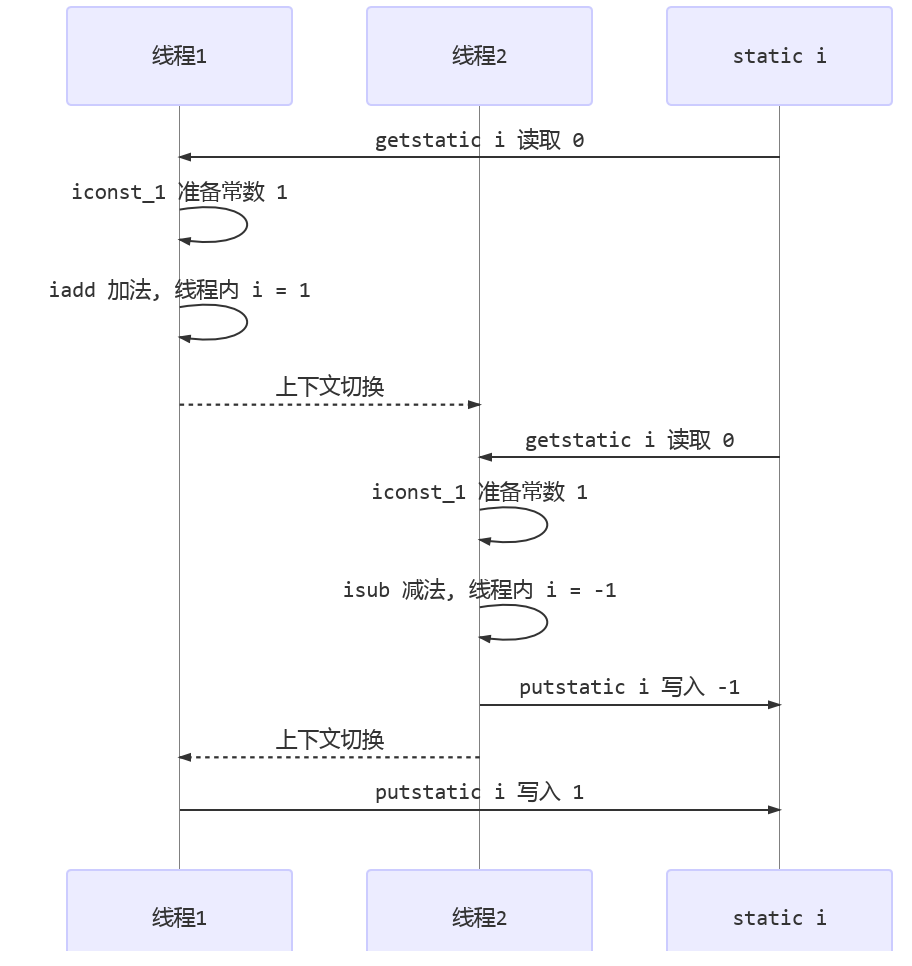 线程1
线程2
static i
getstatic i 读取 0
iconst_1 准备常数 1
iadd 加法, 线程内 i = 1
上下文切换
getstatic i 读取 0
iconst_1 准备常数 1
isub 减法, 线程内 i = -1
putstatic i 写入 -1
上下文切换
putstatic i 写入 1
线程1
线程2
static i